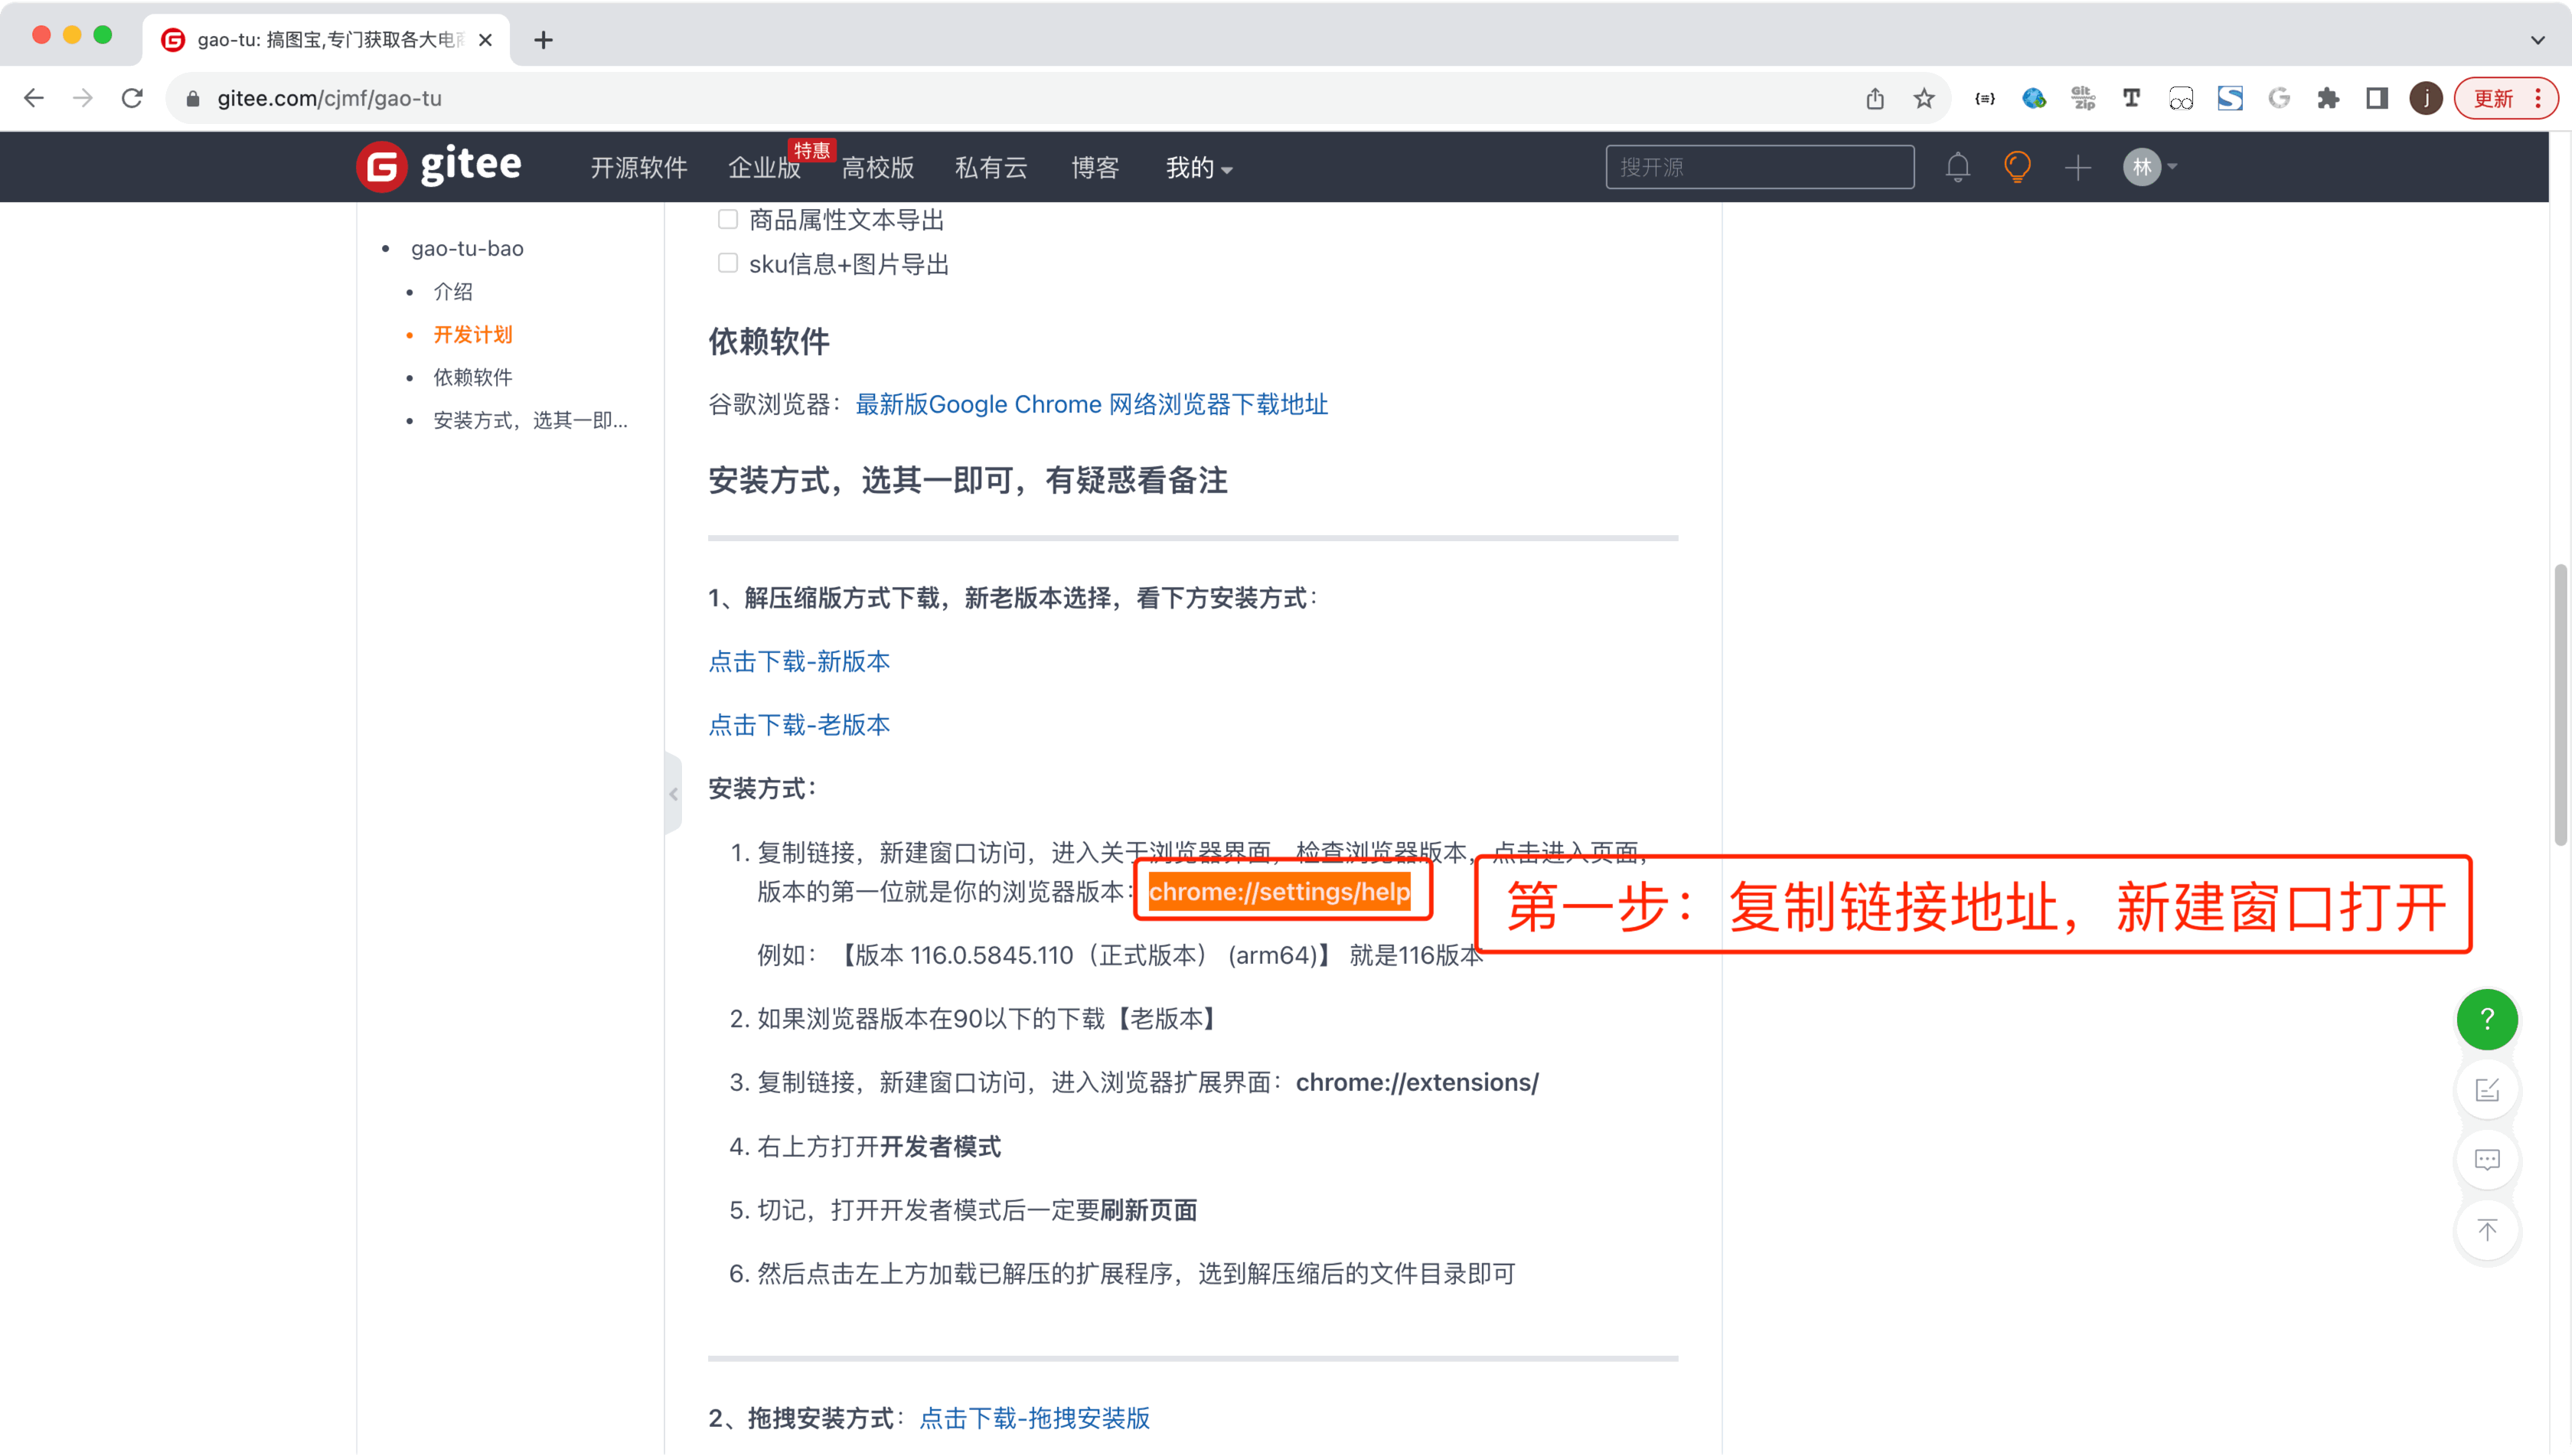 gao-tu: 搞图宝,专门获取各大电
gitee.com/cjmf/gao-tu
Git
zip
j
更新
gitee
开源软件
企业版
特惠
高校版
私有云
博客
我的
搜开源
林
gao-tu-bao
介绍
开发计划
依赖软件
安装方式，选其一即...
商品属性文本导出
sku信息+图片导出
依赖软件
谷歌浏览器：最新版Google Chrome 网络浏览器下载地址
安装方式，选其一即可，有疑惑看备注
1、解压缩版方式下载，新老版本选择，看下方安装方式：
点击下载-新版本
点击下载-老版本
安装方式：
1. 复制链接，新建窗口访问，进入关于浏览器界面，检查浏览器版本，点击进入页面，
版本的第一位就是你的浏览器版本：chrome://settings/help
第一步：复制链接地址，新建窗口打开
例如：【版本 116.0.5845.110（正式版本） (arm64)】 就是116版本
2. 如果浏览器版本在90以下的下载【老版本】
3. 复制链接，新建窗口访问，进入浏览器扩展界面：chrome://extensions/
4. 右上方打开开发者模式
5. 切记，打开开发者模式后一定要刷新页面
6. 然后点击左上方加载已解压的扩展程序，选到解压缩后的文件目录即可
2、拖拽安装方式：点击下载-拖拽安装版